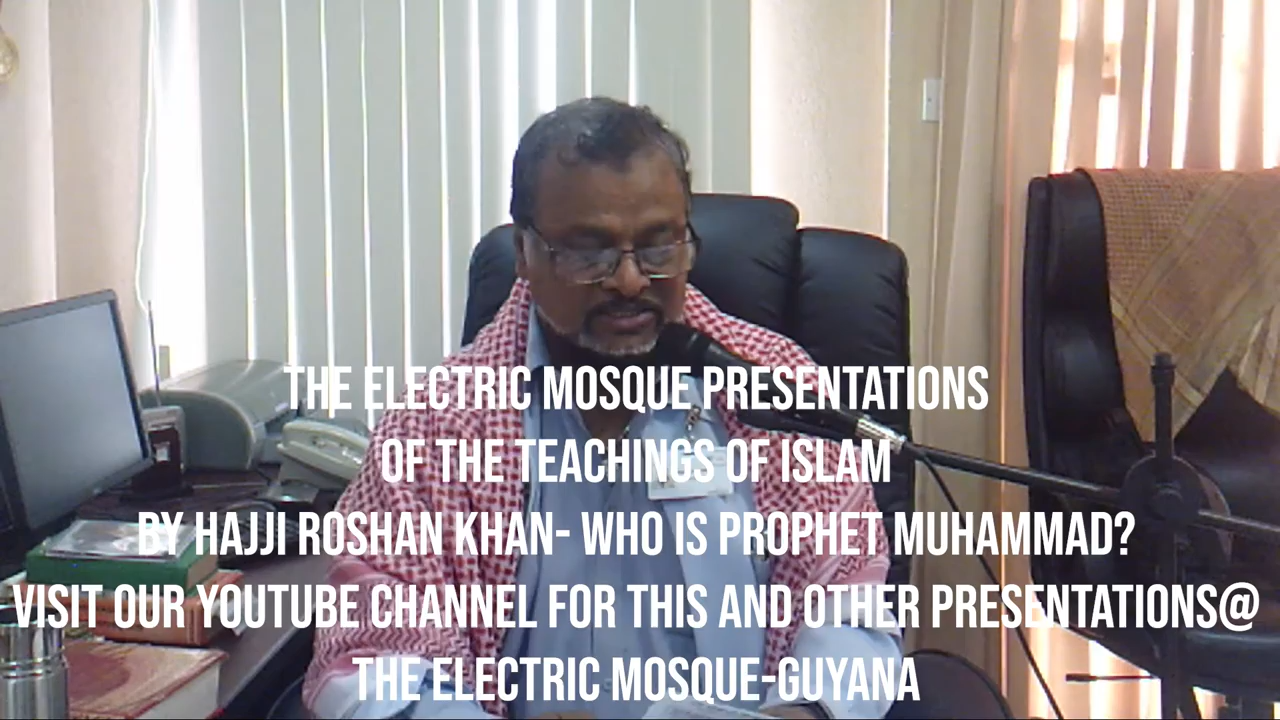 THE ELECTRIC MOSQUE PRESENTATIONS
OF THE TEACHINGS OF ISLAM
BY HAJJI ROSHAN KHAN- WHO IS PROPHET MUHAMMAD?
VISIT OUR YOUTUBE CHANNEL FOR THIS AND OTHER PRESENTATIONS@
THE ELECTRIC MOSQUE-GUYANA